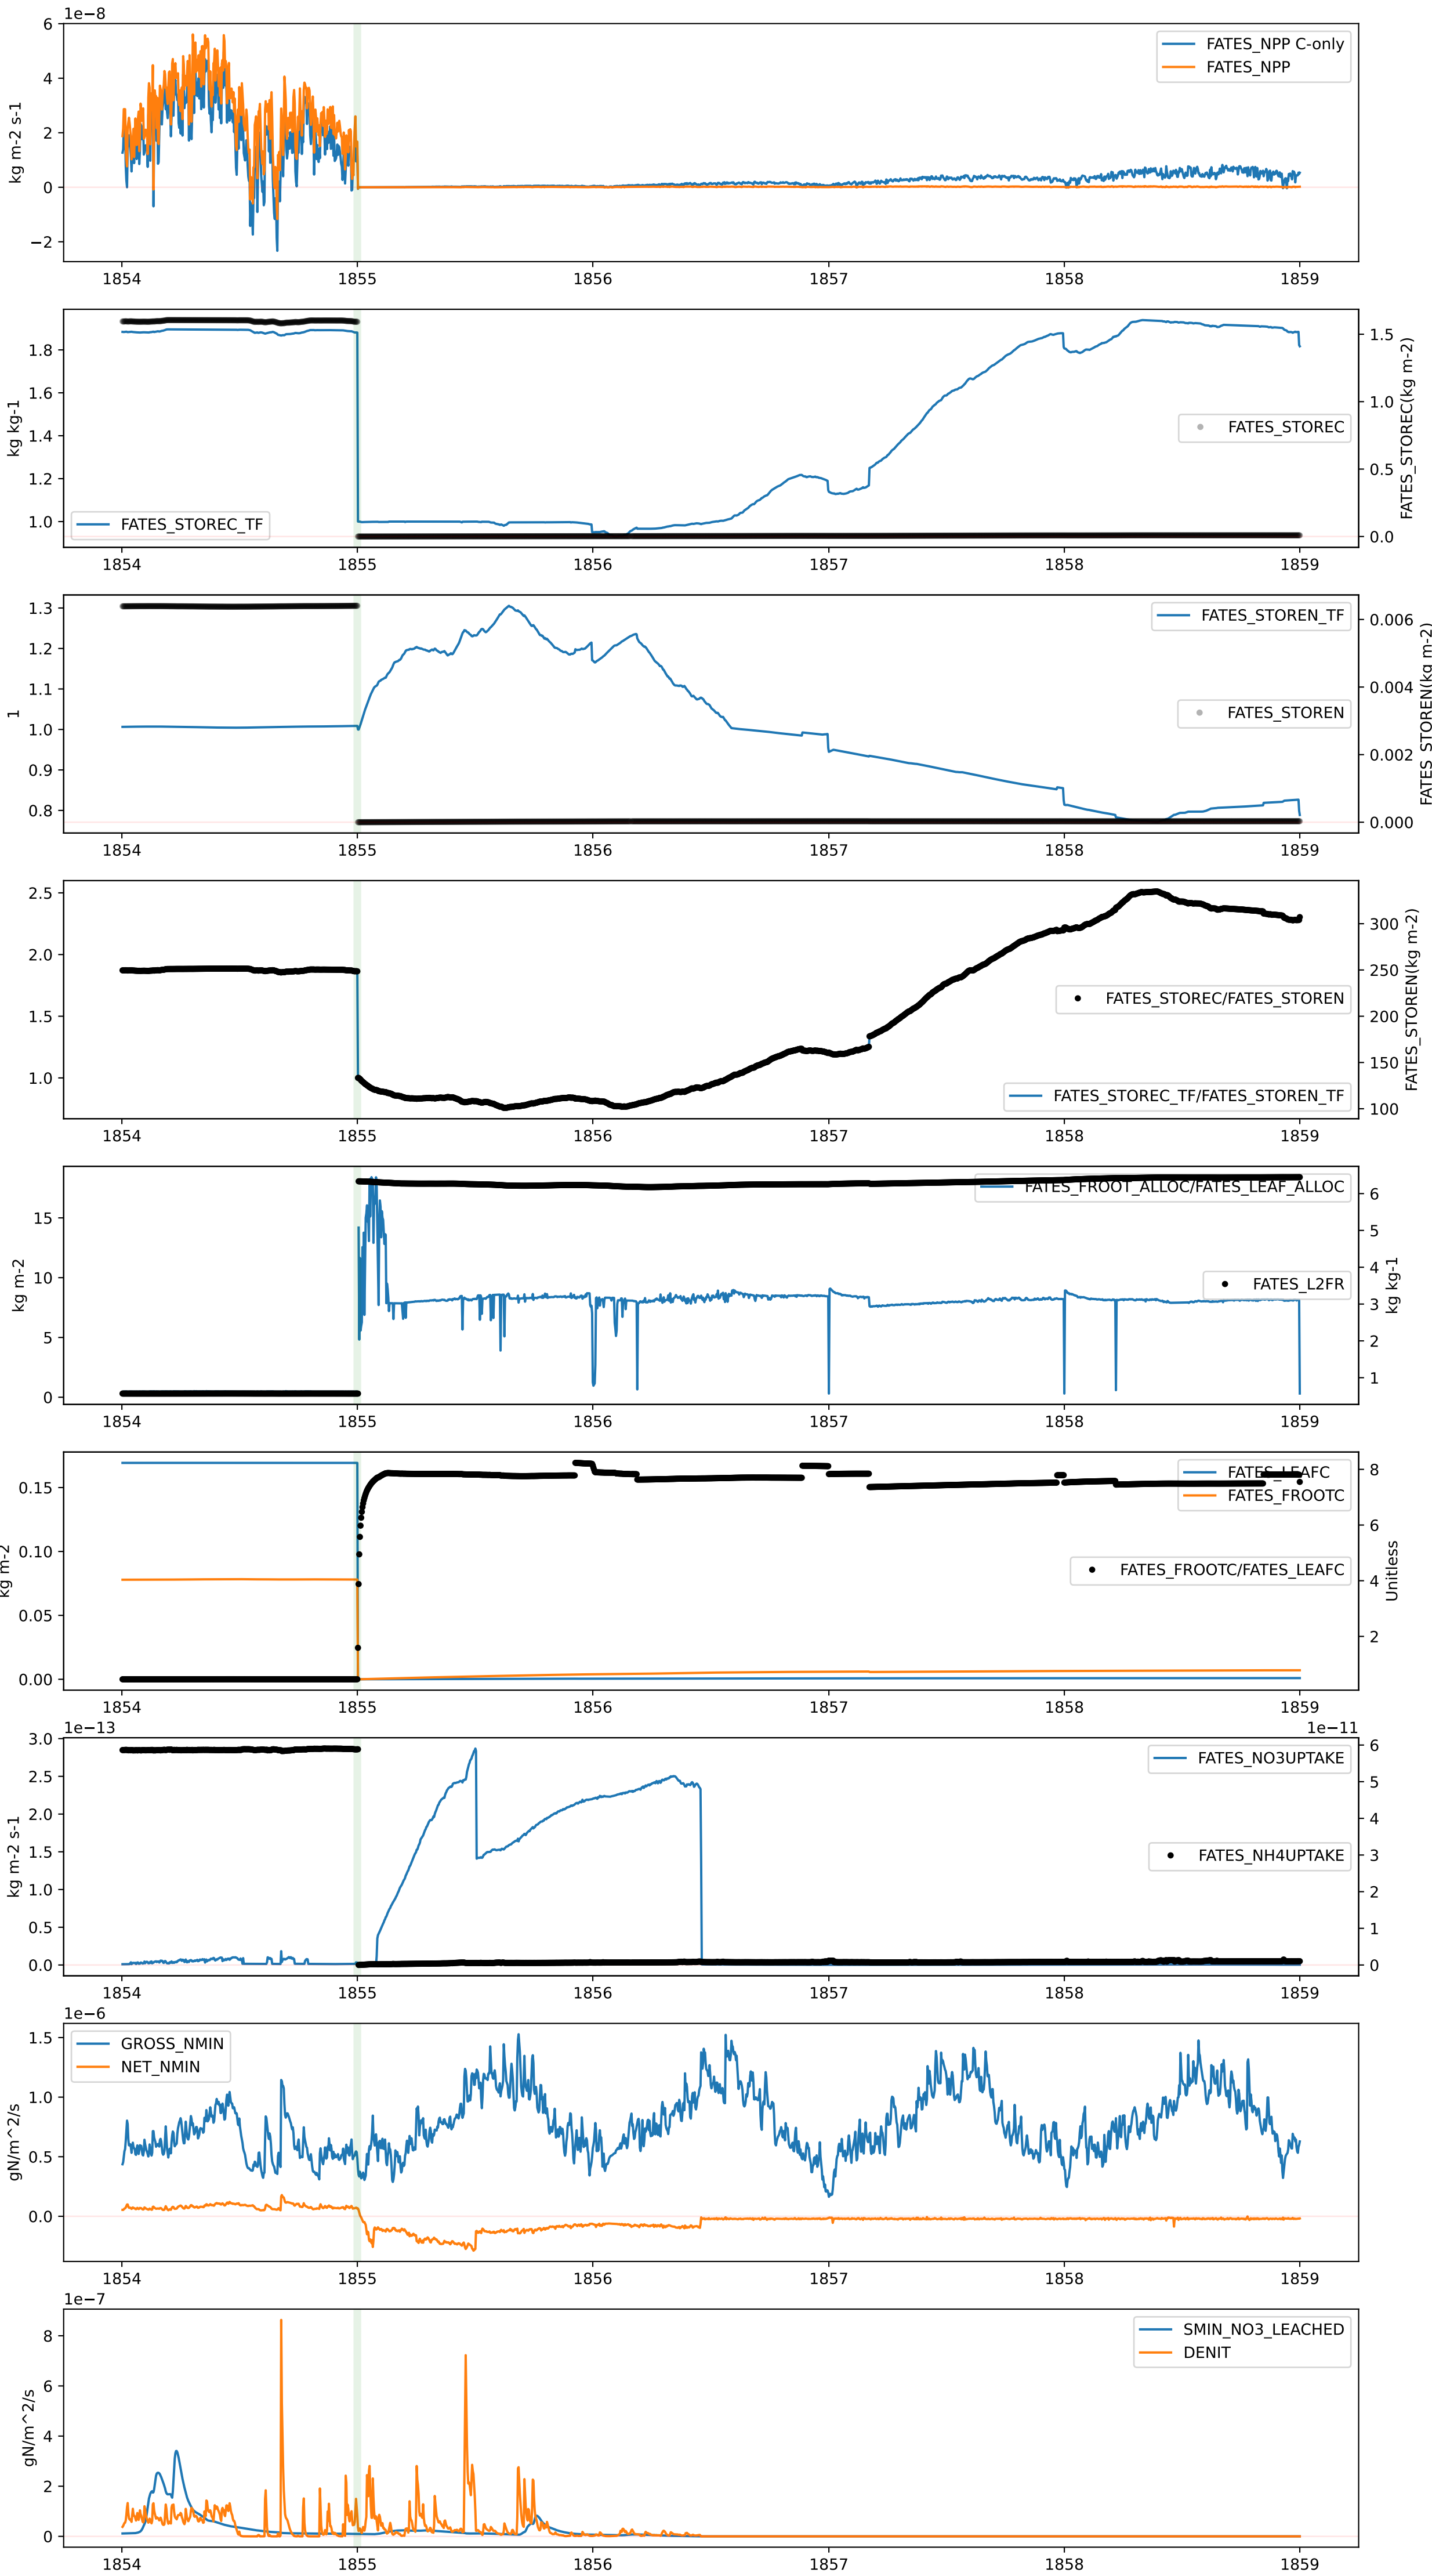 1e−8
kg m-2 s-1
6
4
2
0
−2
FATES_NPP C-only
FATES_NPP
1854 1855 1856 1857 1858 1859
kg kg-1
1.8
1.6
1.4
1.2
1.0
FATES_STOREC_TF
FATES_STOREC
1.5
1.0
0.5
0.0
FATES_STOREC(kg m-2)
1854 1855 1856 1857 1858 1859
1
1.3
1.2
1.1
1.0
0.9
0.8
FATES_STOREN_TF
FATES_STOREN
0.006
0.004
0.002
0.000
FATES_STOREN(kg m-2)
1854 1855 1856 1857 1858 1859
2.5
2.0
1.5
1.0
FATES_STOREC/FATES_STOREN
FATES_STOREC_TF/FATES_STOREN_TF
300
250
200
150
100
FATES_STOREN(kg m-2)
1854 1855 1856 1857 1858 1859
kg m-2
15
10
5
0
FATES_FROOT_ALLOC/FATES_LEAF_ALLOC
FATES_L2FR
6
5
4
3
2
1
kg kg-1
1854 1855 1856 1857 1858 1859
kg m-2
0.15
0.10
0.05
0.00
FATES_LEAFC
FATES_FROOTC
FATES_FROOTC/FATES_LEAFC
8
6
4
2
Unitless
1854 1855 1856 1857 1858 1859
1e−13
1e−11
kg m-2 s-1
3.0
2.5
2.0
1.5
1.0
0.5
0.0
FATES_NO3UPTAKE
FATES_NH4UPTAKE
6
5
4
3
2
1
0
1854 1855 1856 1857 1858 1859
1e−6
gN/m^2/s
1.5
1.0
0.5
0.0
GROSS_NMIN
NET_NMIN
1854 1855 1856 1857 1858 1859
1e−7
gN/m^2/s
8
6
4
2
0
SMIN_NO3_LEACHED
DENIT
1854 1855 1856 1857 1858 1859